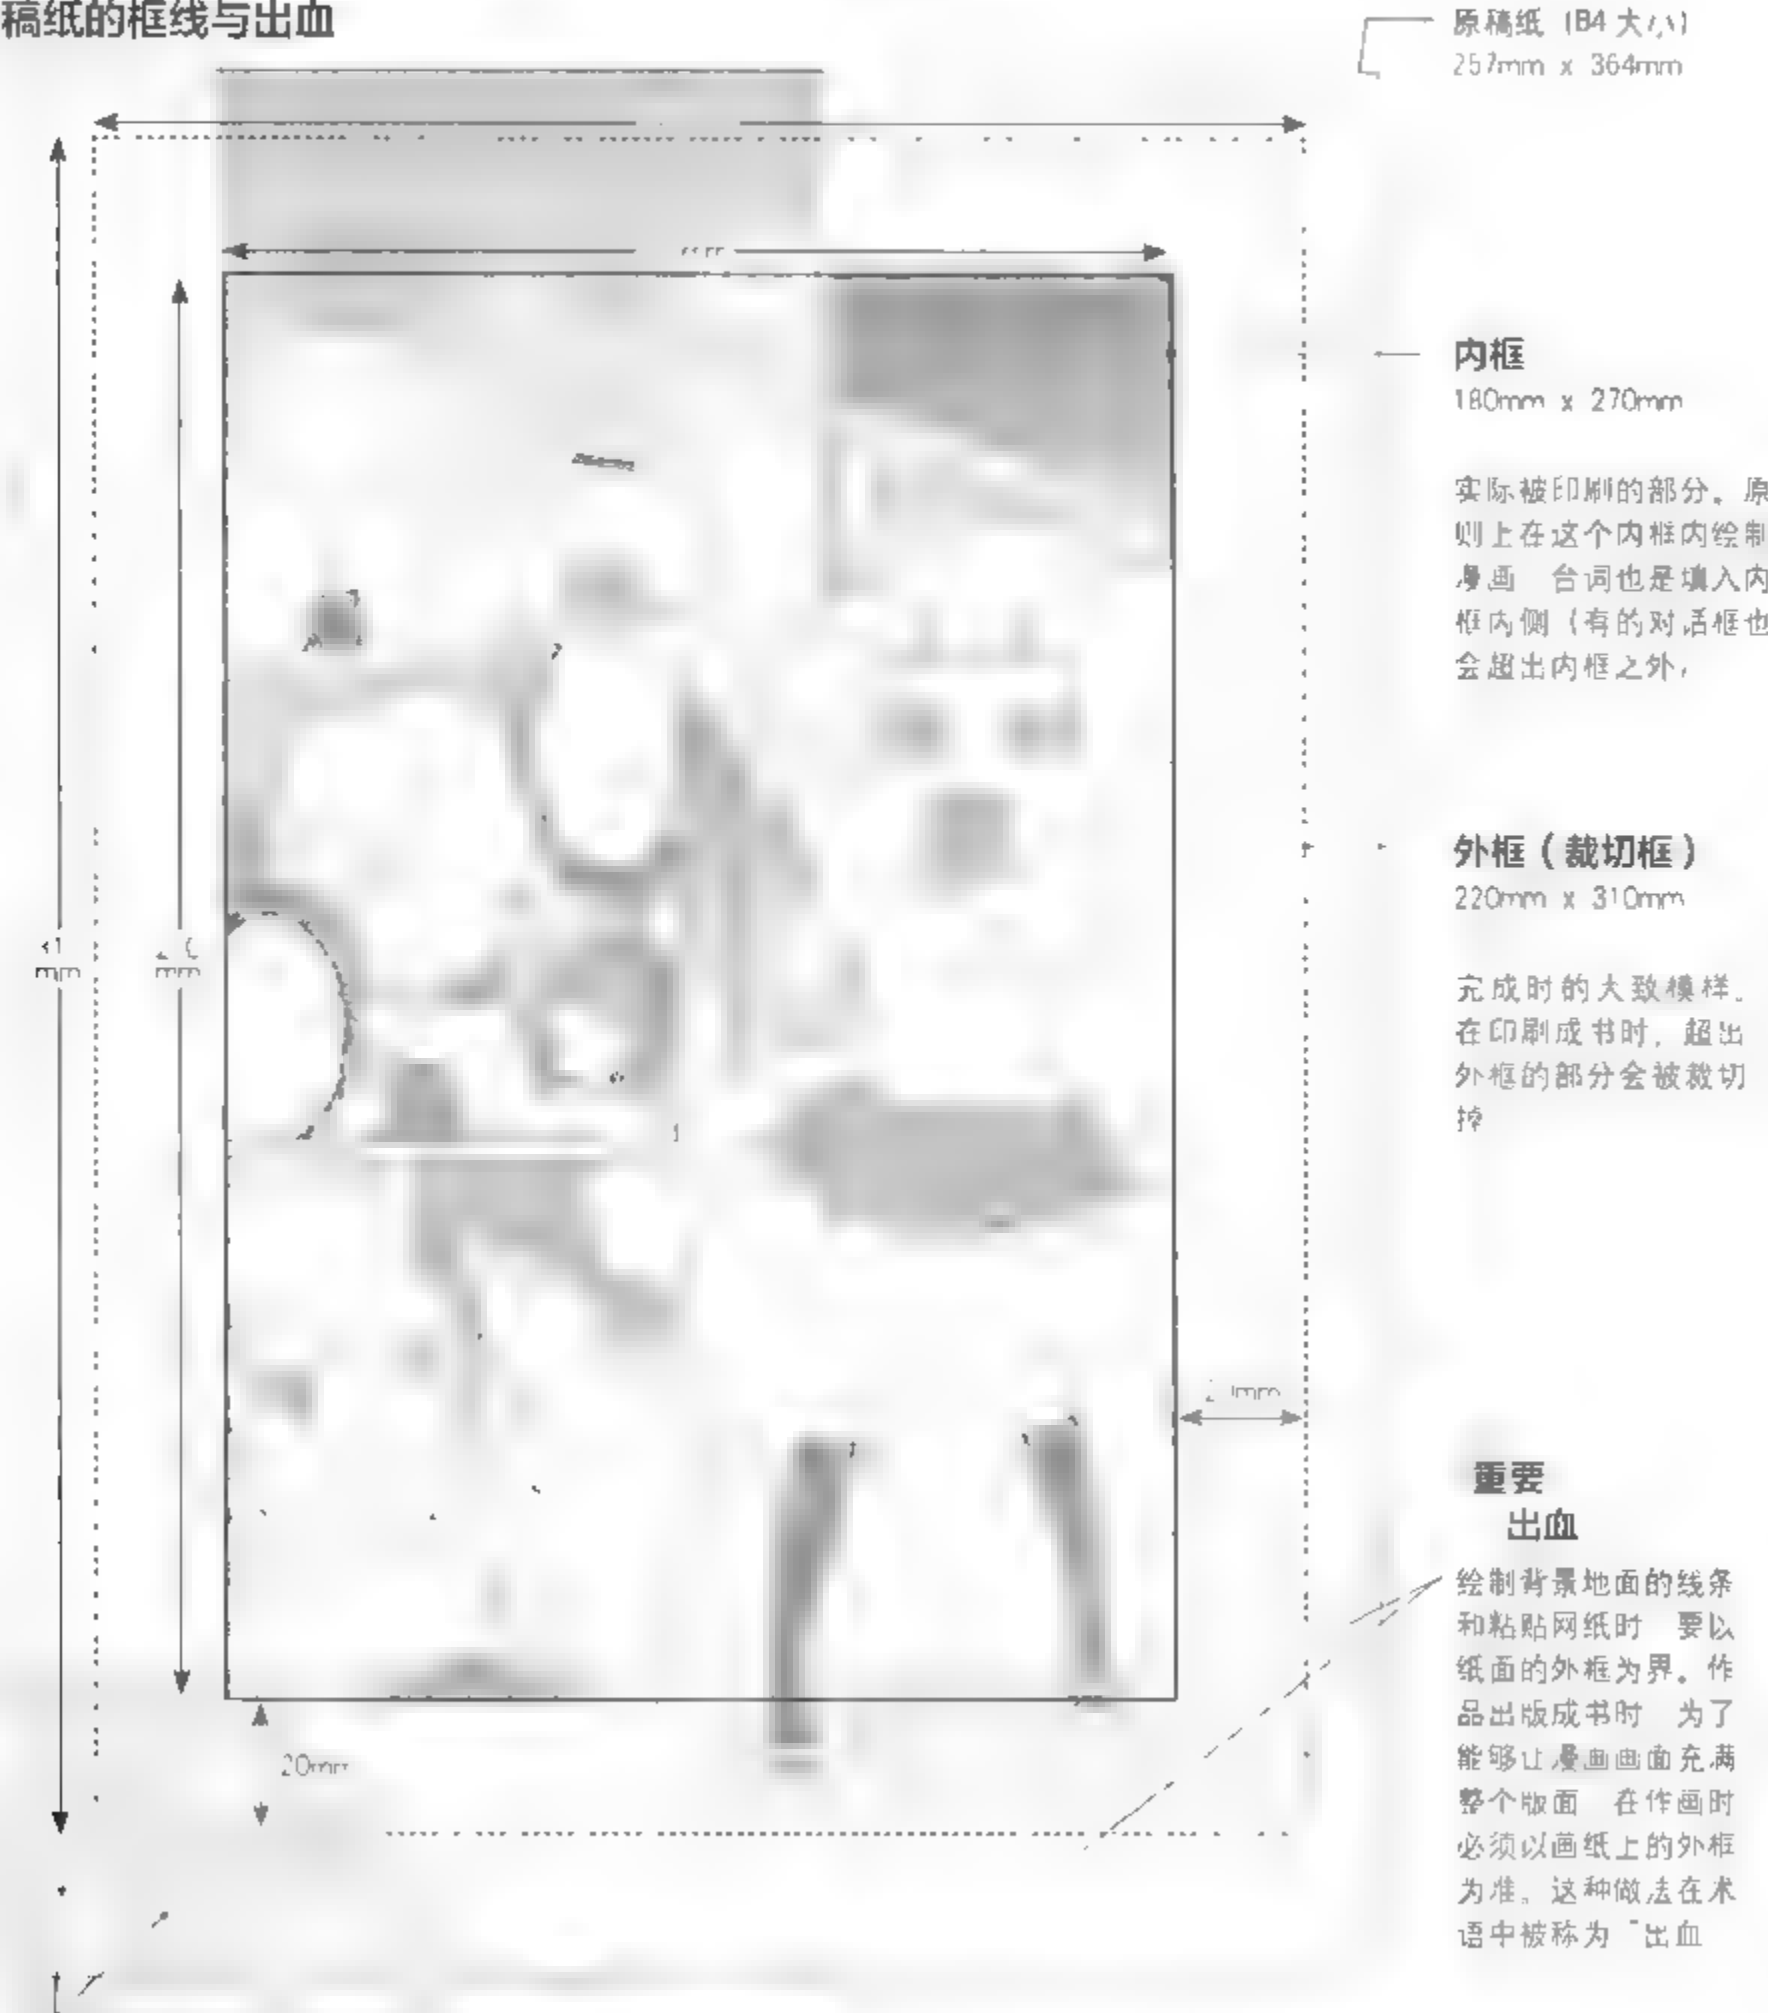 稿纸的框线与出血
原稿纸（B4 大小）
257mm x 364mm
内框
180mm x 270mm
实际被印刷的部分。原
则上在这个内框内绘制
漫画 台词也是填入内
框内侧（有的对话框也
会超出内框之外，
外框（裁切框）
220mm x 310mm
完成时的大致模样。
在印刷成书时，超出
外框的部分会被裁切
掉
mm
mm
mm
20mm
重要
出血
绘制背景地面的线条
和粘贴网纸时 要以
纸面的外框为界。作
品出版成书时 为了
能够让漫画画面充满
整个版面 在作画时
必须以画纸上的外框
为准。这种做法在术
语中被称为“出血